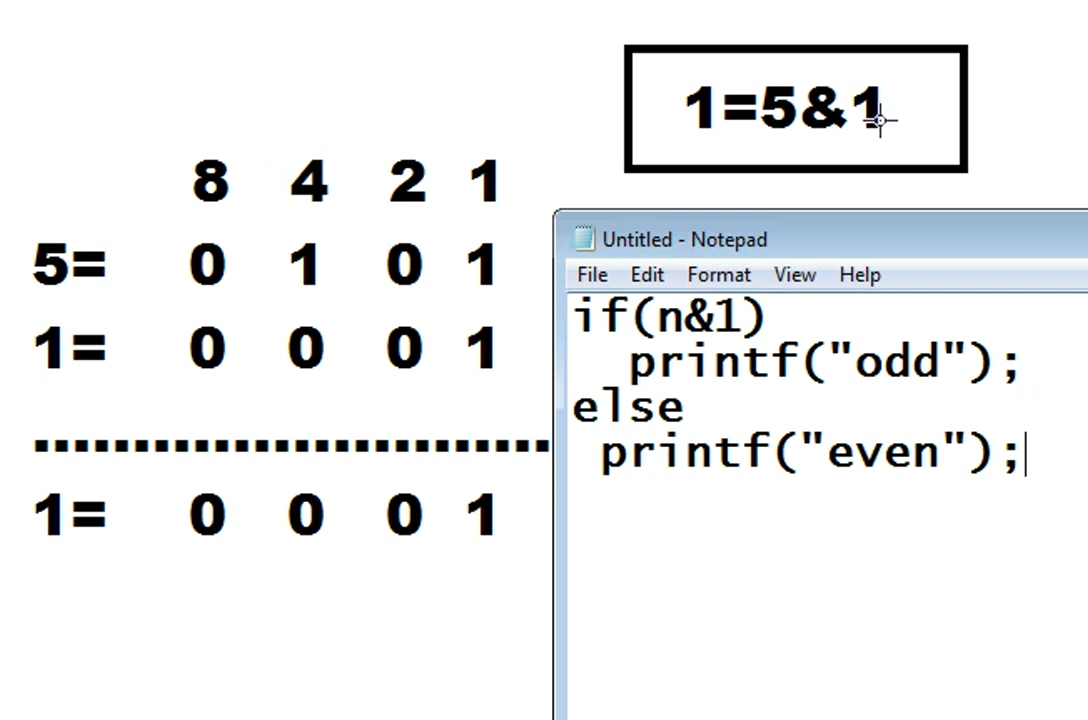 1=5&1
8 4 2 1
5= 0 1 0 1
1= 0 0 0 1
1= 0 0 0 1
Untitled - Notepad
File Edit Format View Help
if(n&1)
  printf("odd");
else
 printf("even");